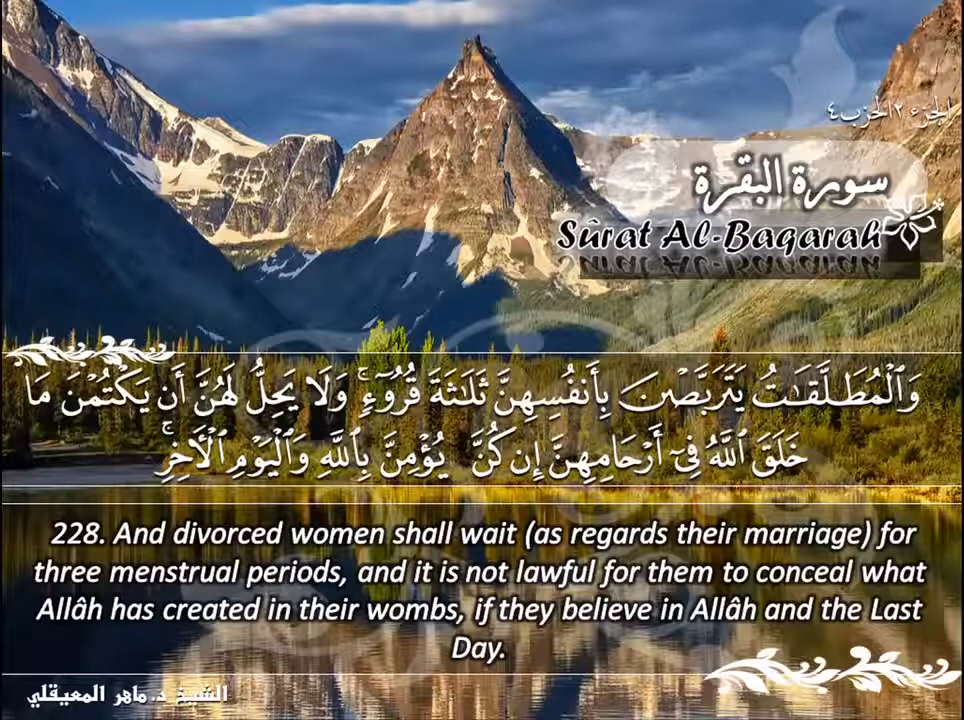 الجزء ٢ الحزب ٤
سورة البقرة
Sûrat Al-Baqarah
وَٱلْمُطَلَّقَٰتُ يَتَرَبَّصْنَ بِأَنفُسِهِنَّ ثَلَٰثَةَ قُرُوٓءٍۢ ۚ وَلَا يَحِلُّ لَهُنَّ أَن يَكْتُمْنَ مَا
خَلَقَ ٱللَّهُ فِىٓ أَرْحَامِهِنَّ إِن كُنَّ يُؤْمِنَّ بِٱللَّهِ وَٱلْيَوْمِ ٱلْـَٔاخِرِ ۚ
228. And divorced women shall wait (as regards their marriage) for
three menstrual periods, and it is not lawful for them to conceal what
Allâh has created in their wombs, if they believe in Allâh and the Last
Day.
الشيخ د. ماهر المعيقلي